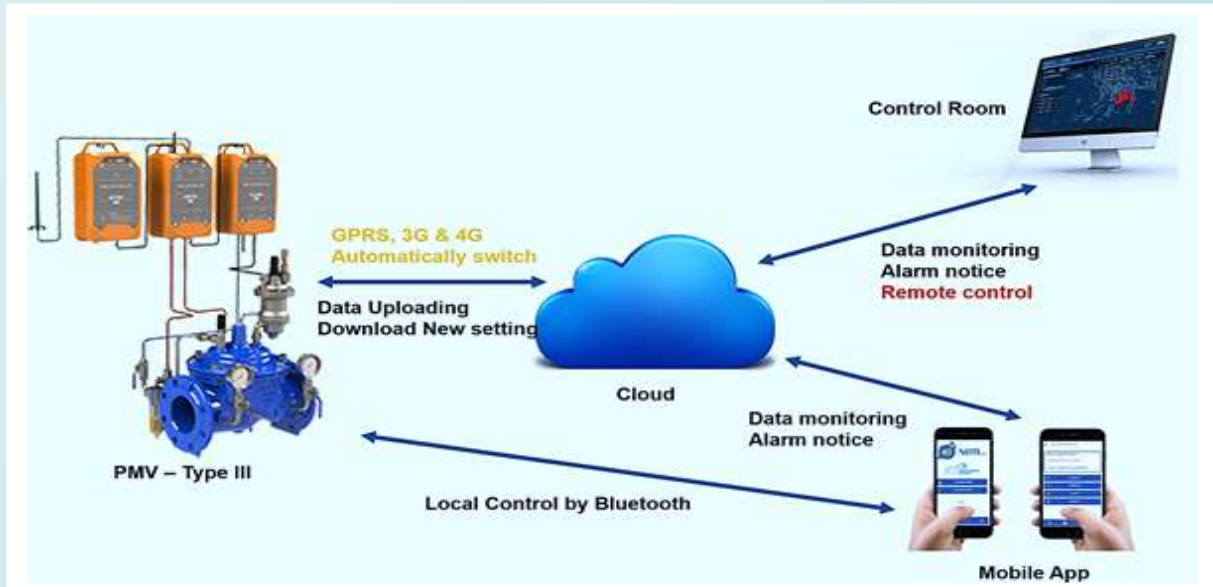 Control Room
GPRS, 3G & 4G
Automatically switch
Data Uploading
Download New setting
Data monitoring
Alarm notice
Remote control
Cloud
Data monitoring
Alarm notice
PMV – Type III
Local Control by Bluetooth
Mobile App